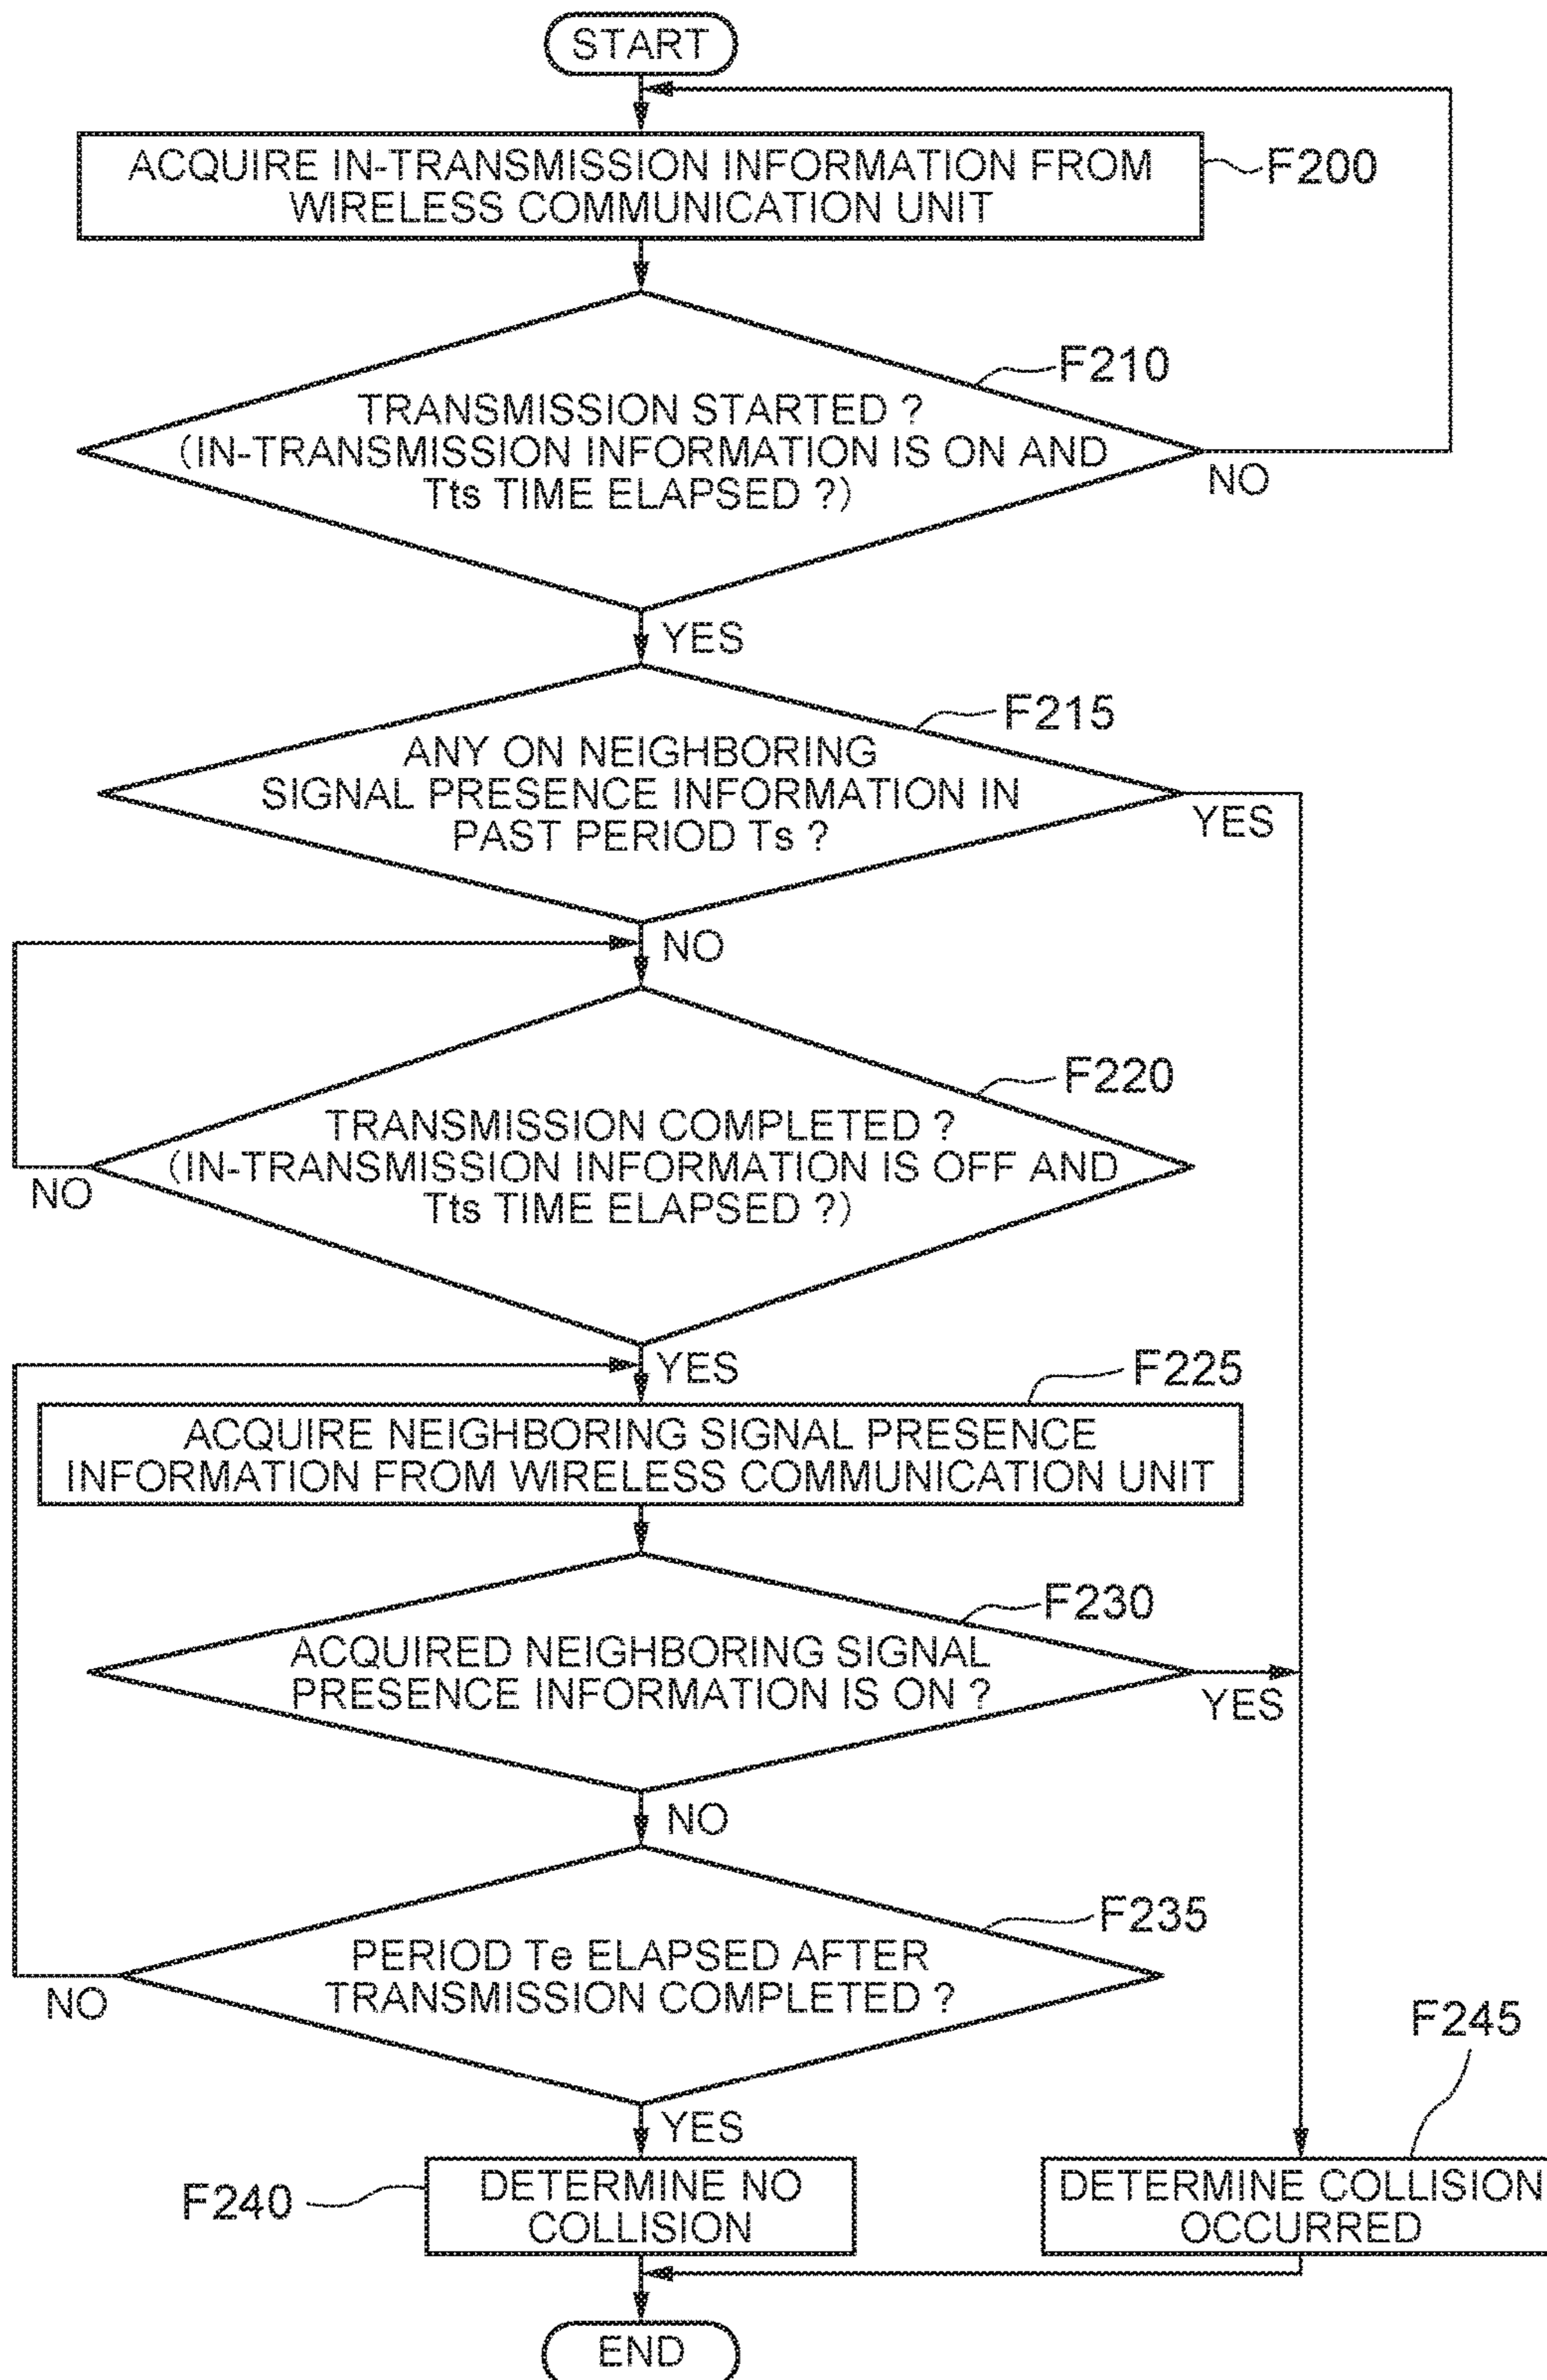 START
ACQUIRE IN-TRANSMISSION INFORMATION FROM
WIRELESS COMMUNICATION UNIT
F200
F210
TRANSMISSION STARTED ?
(IN-TRANSMISSION INFORMATION IS ON AND
Tts TIME ELAPSED ?)
NO
YES
F215
ANY ON NEIGHBORING
SIGNAL PRESENCE INFORMATION IN
PAST PERIOD Ts ?
YES
NO
F220
TRANSMISSION COMPLETED ?
(IN-TRANSMISSION INFORMATION IS OFF AND
Tts TIME ELAPSED ?)
NO
YES
F225
ACQUIRE NEIGHBORING SIGNAL PRESENCE
INFORMATION FROM WIRELESS COMMUNICATION UNIT
F230
ACQUIRED NEIGHBORING SIGNAL
PRESENCE INFORMATION IS ON ?
YES
NO
F235
PERIOD Te ELAPSED AFTER
TRANSMISSION COMPLETED ?
NO
YES
F245
F240
DETERMINE NO
COLLISION
DETERMINE COLLISION
OCCURRED
END